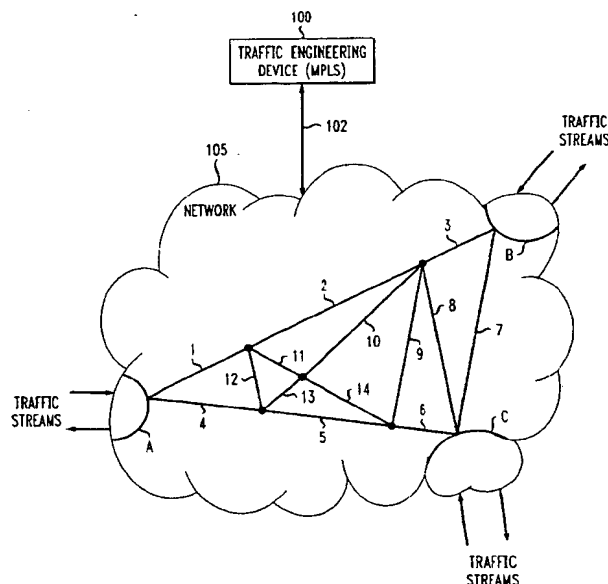 100
TRAFFIC ENGINEERING
DEVICE (MPLS)
102
TRAFFIC
STREAMS
105
NETWORK
3
B
2
8
7
10
9
1
11
12
13
14
TRAFFIC
STREAMS
4
5
6
C
A
TRAFFIC
STREAMS